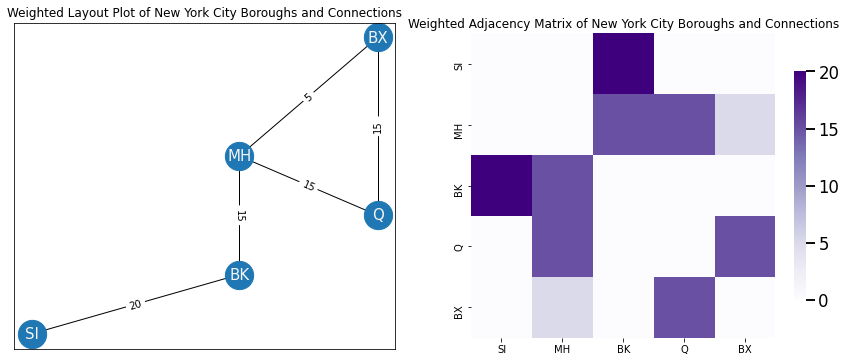 Weighted Layout Plot of New York City Boroughs and Connections
BX
5
15
MH
15
Q
15
BK
20
SI
Weighted Adjacency Matrix of New York City Boroughs and Connections
SI
MH
BK
Q
BX
SI MH BK Q BX
20
15
10
5
0